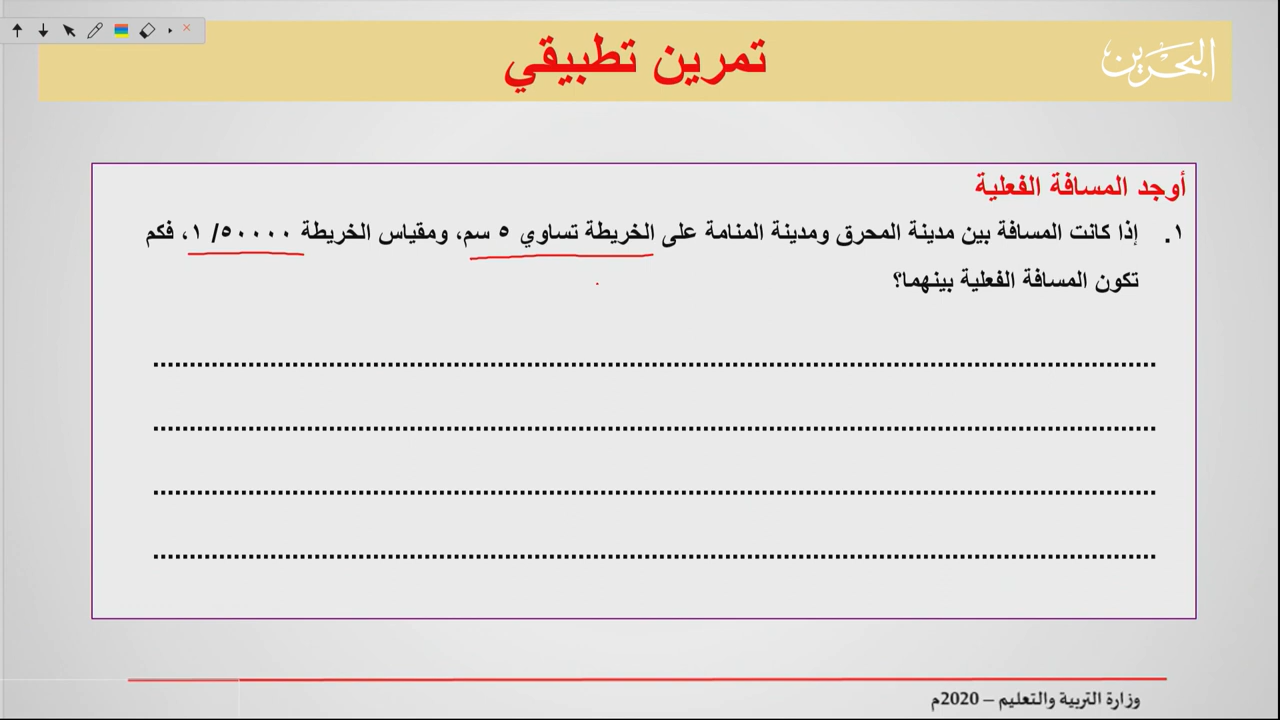 تمرين تطبيقي
البحرين
أوجد المسافة الفعلية
١. إذا كانت المسافة بين مدينة المحرق ومدينة المنامة على الخريطة تساوي ٥ سم، ومقياس الخريطة ٥٠٠٠٠/ ١، فكم
تكون المسافة الفعلية بينهما؟
وزارة التربية والتعليم – 2020م